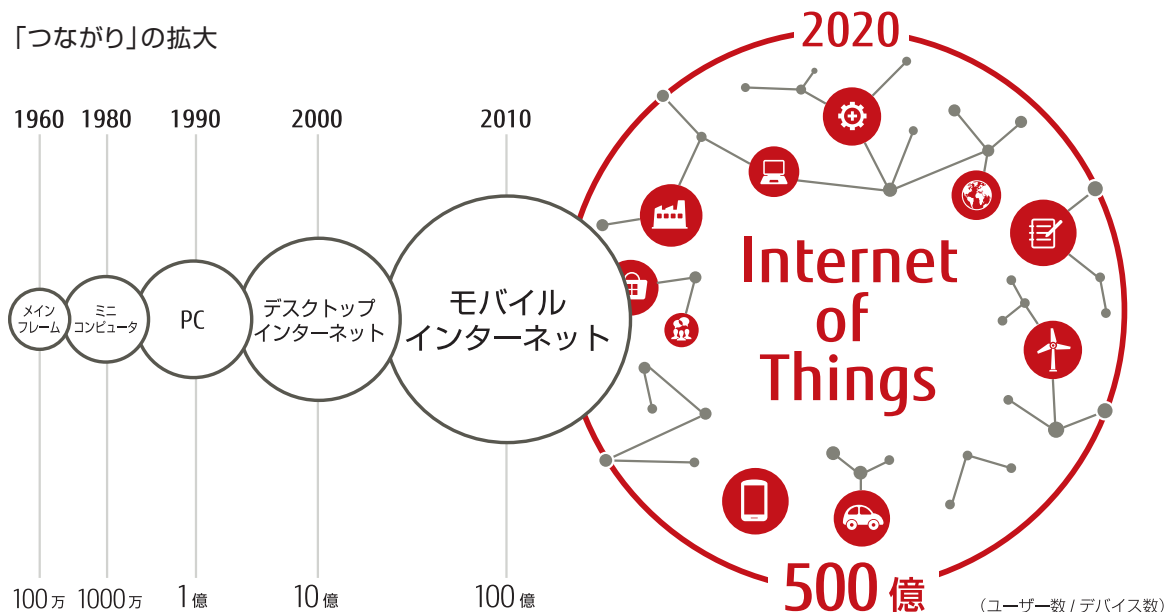 「つながり」の拡大
2020
1960
1980
1990
2000
2010
メイン
フレーム
ミニ
コンピュータ
PC
デスクトップ
インターネット
モバイル
インターネット
Internet
of
Things
100万
1000万
1億
10億
100億
500億
(ユーザー数 / デバイス数)